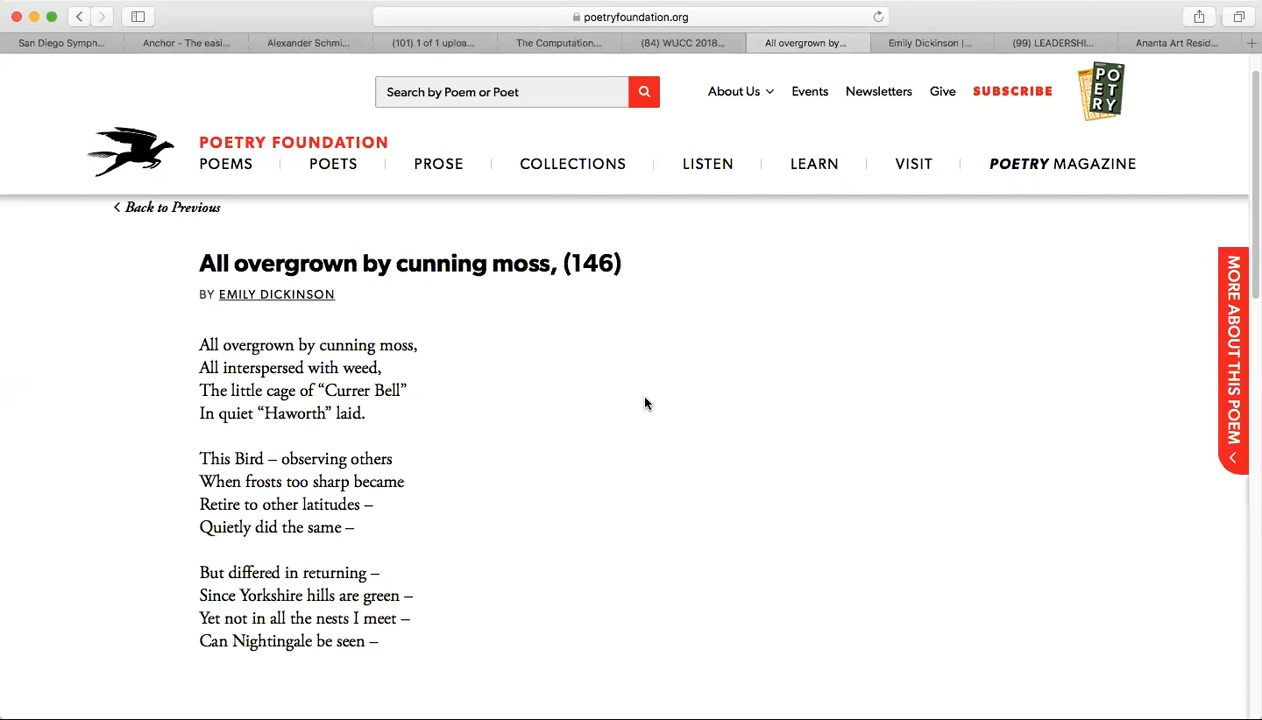 poetryfoundation.org
San Diego Symph...
Anchor - The easi...
Alexander Schmi...
(101) 1 of 1 uploa...
The Computation...
(84) WUCC 2018...
All overgrown by...
Emily Dickinson |...
(99) LEADERSHI...
Ananta Art Resid...
Search by Poem or Poet
About Us
Events
Newsletters
Give
SUBSCRIBE
PO
ET
RY
POETRY FOUNDATION
POEMS
POETS
PROSE
COLLECTIONS
LISTEN
LEARN
VISIT
POETRY MAGAZINE
Back to Previous
All overgrown by cunning moss, (146)
BY EMILY DICKINSON
All overgrown by cunning moss,
All interspersed with weed,
The little cage of “Currer Bell”
In quiet “Haworth” laid.
This Bird – observing others
When frosts too sharp became
Retire to other latitudes –
Quietly did the same –
But differed in returning –
Since Yorkshire hills are green –
Yet not in all the nests I meet –
Can Nightingale be seen –
MORE ABOUT THIS POEM